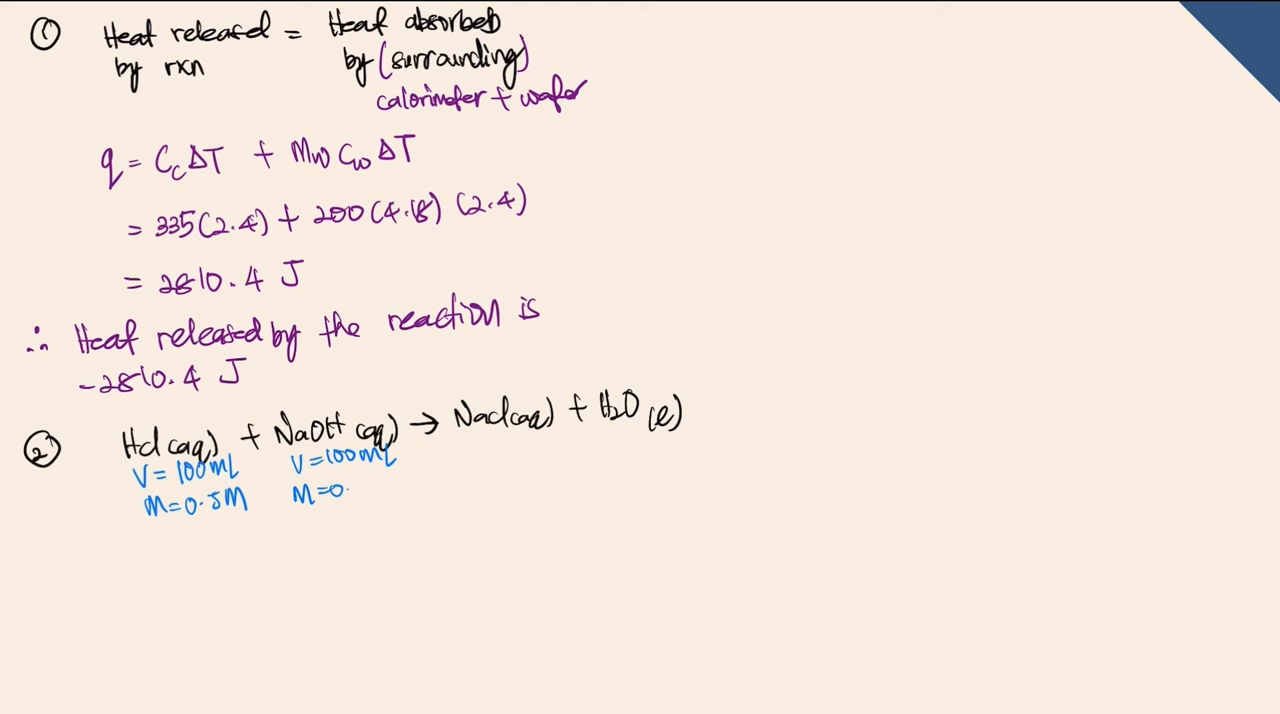 ① Heat released = Heat absorbed
by rxn by (surrounding)
calorimeter + water
q = CcΔT + MwCwΔT
= 335(2.4) + 200(4.18)(2.4)
= 2810.4 J
∴ Heat released by the reaction is
-2810.4 J
② HCl(aq) + NaOH(aq) → NaCl(aq) + H2O(l)
V = 100mL V = 100mL
M = 0.5M M = 0.